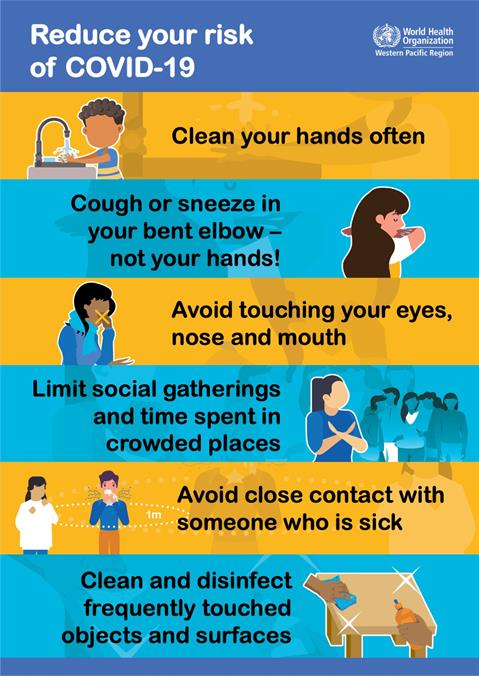 Reduce your risk
of COVID-19
World Health
Organization
Western Pacific Region
Clean your hands often
Cough or sneeze in
your bent elbow –
not your hands!
Avoid touching your eyes,
nose and mouth
Limit social gatherings
and time spent in
crowded places
Avoid close contact with
someone who is sick
1m
Clean and disinfect
frequently touched
objects and surfaces